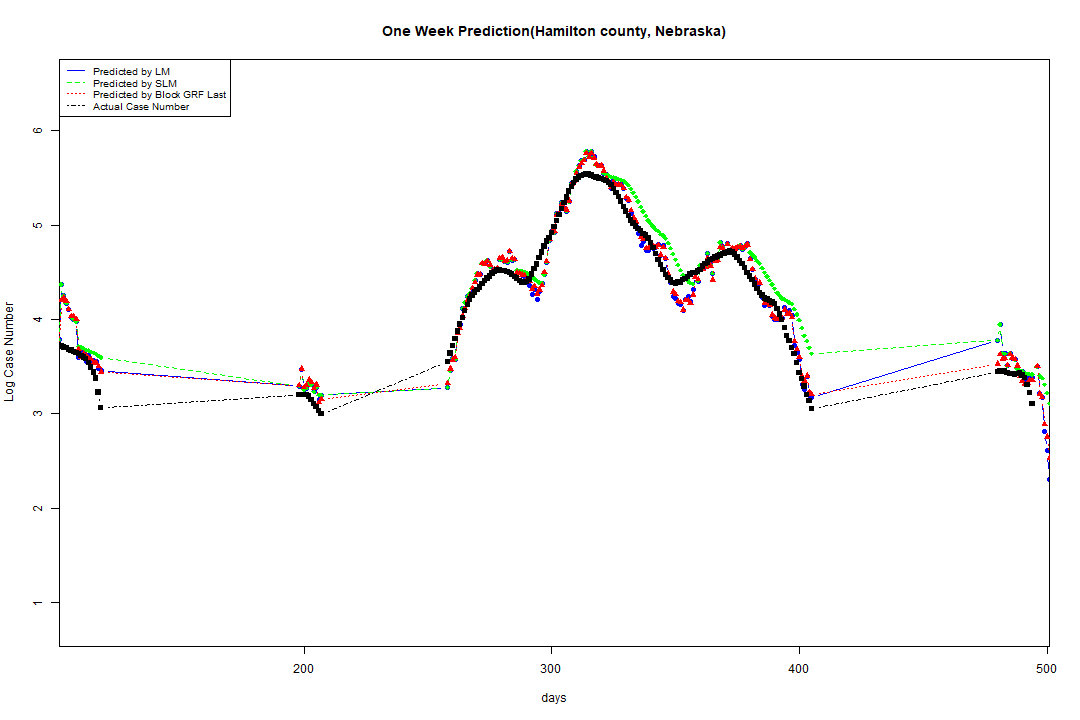 One Week Prediction(Hamilton county, Nebraska)
Predicted by LM
Predicted by SLM
Predicted by Block GRF Last
Actual Case Number
Log Case Number
6
5
4
3
2
1
200
300
400
500
days